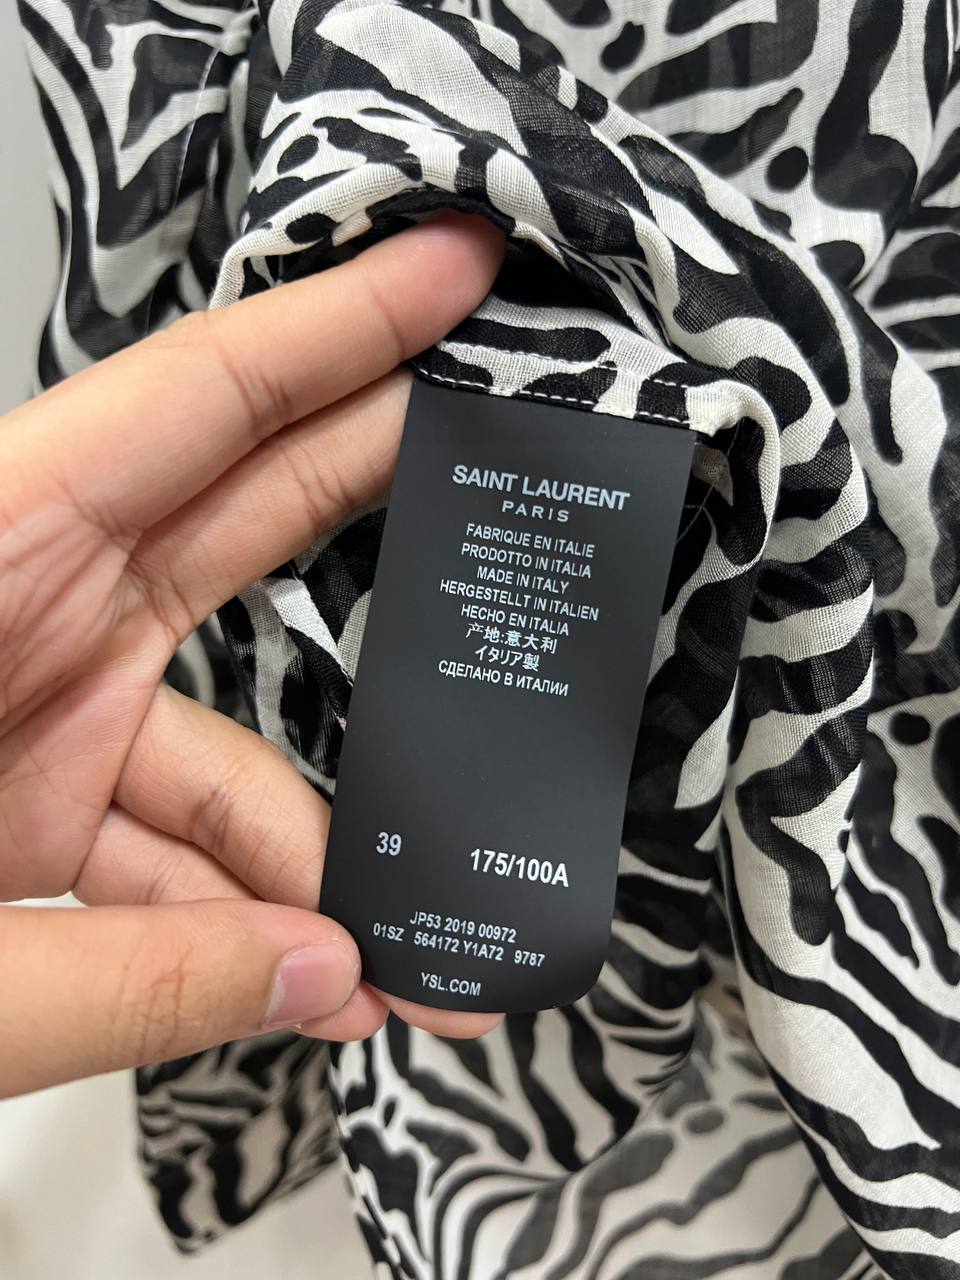 SAINT LAURENT
PARIS
FABRIQUE EN ITALIE
PRODOTTO IN ITALIA
MADE IN ITALY
HERGESTELLT IN ITALIEN
HECHO EN ITALIA
产地:意大利
イタリア製
СДЕЛАНО В ИТАЛИИ
39 175/100A
JP53 2019 00972
01SZ 564172 Y1A72 9787
YSL.COM